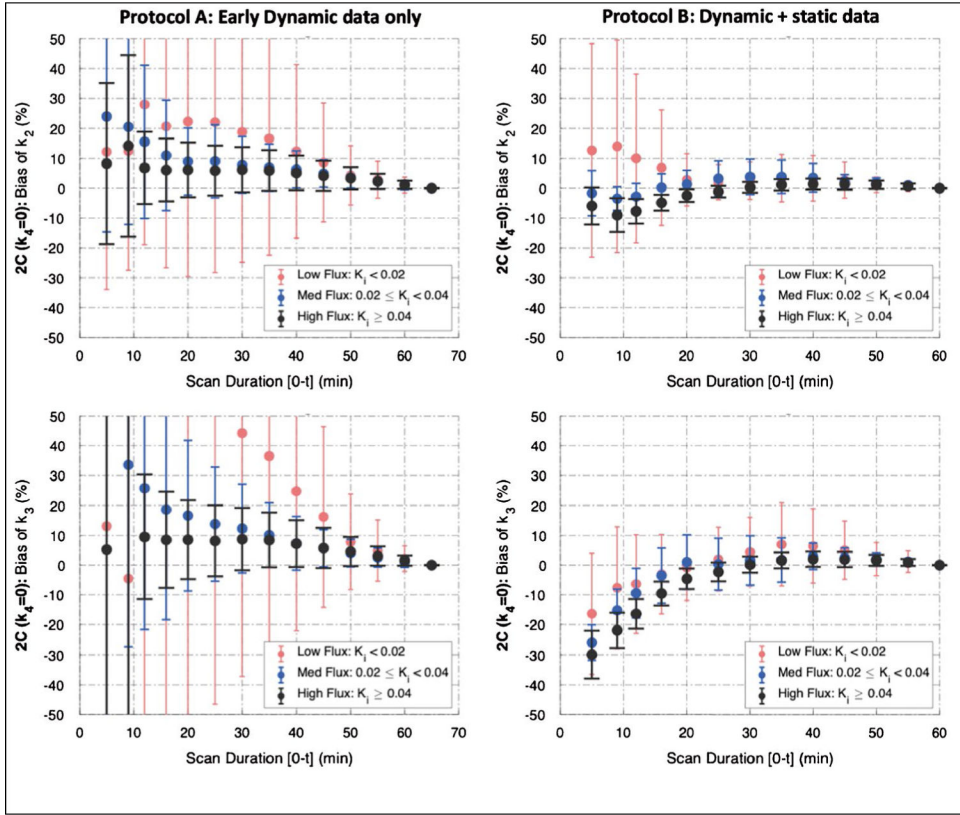 Protocol A: Early Dynamic data only
Protocol B: Dynamic + static data
2C (k4=0): Bias of k2 (%)
50
40
30
20
10
0
-10
-20
-30
-40
-50
Low Flux: Ki < 0.02
Med Flux: 0.02 ≤ Ki < 0.04
High Flux: Ki ≥ 0.04
0 10 20 30 40 50 60 70
Scan Duration [0-t] (min)
2C (k4=0): Bias of k2 (%)
50
40
30
20
10
0
-10
-20
-30
-40
-50
Low Flux: Ki < 0.02
Med Flux: 0.02 ≤ Ki < 0.04
High Flux: Ki ≥ 0.04
0 10 20 30 40 50 60
Scan Duration [0-t] (min)
2C (k4=0): Bias of k3 (%)
50
40
30
20
10
0
-10
-20
-30
-40
-50
Low Flux: Ki < 0.02
Med Flux: 0.02 ≤ Ki < 0.04
High Flux: Ki ≥ 0.04
0 10 20 30 40 50 60 70
Scan Duration [0-t] (min)
2C (k4=0): Bias of k3 (%)
50
40
30
20
10
0
-10
-20
-30
-40
-50
Low Flux: Ki < 0.02
Med Flux: 0.02 ≤ Ki < 0.04
High Flux: Ki ≥ 0.04
0 10 20 30 40 50 60
Scan Duration [0-t] (min)